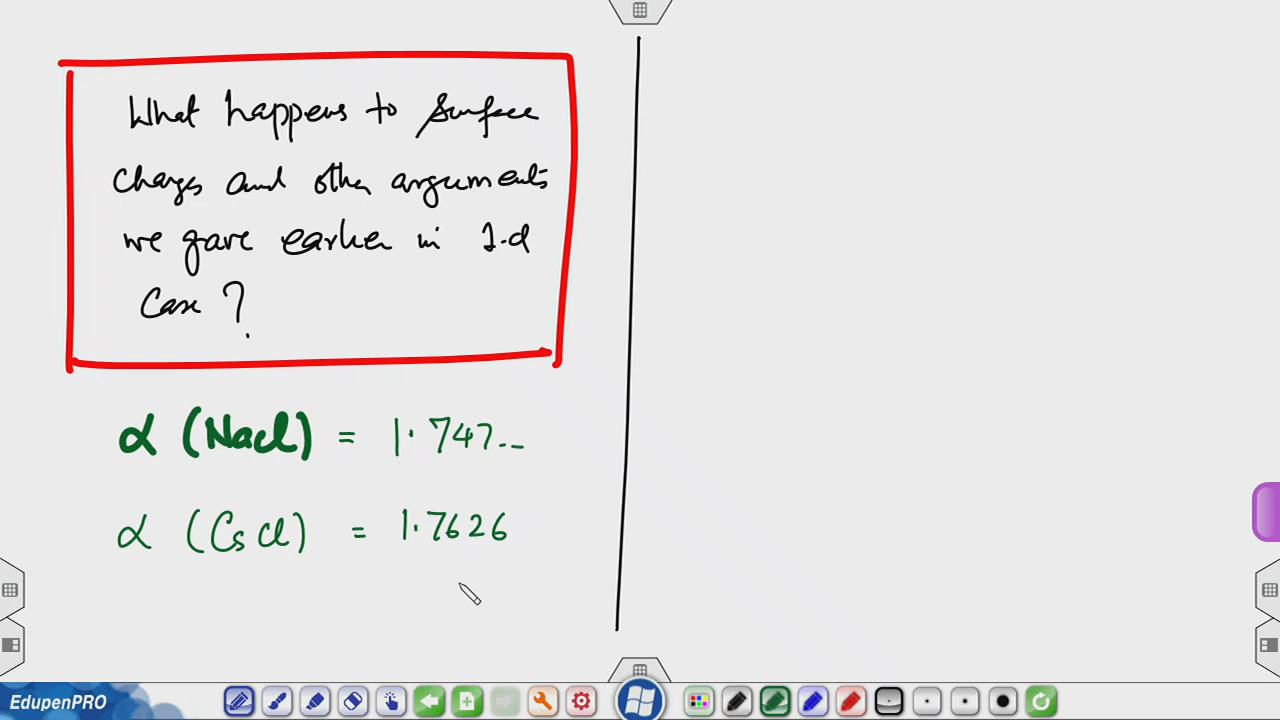 What happens to surface
charges and other arguments
we gave earlier in 1-d
Case ?
α (NaCl) = 1.747--
α (CsCl) = 1.7626
EdupenPRO